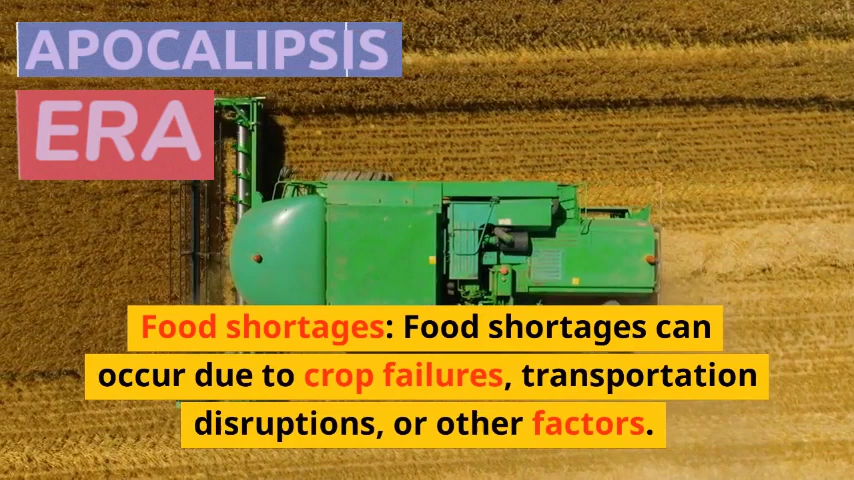 APOCALIPSIS
ERA
Food shortages: Food shortages can
occur due to crop failures, transportation
disruptions, or other factors.